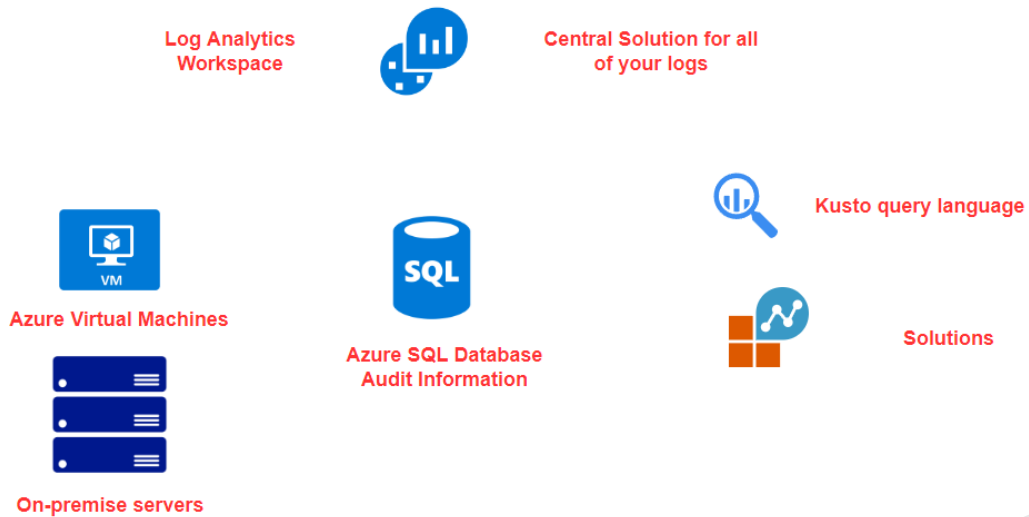 Log Analytics
Workspace
Central Solution for all
of your logs
Kusto query language
VM
SQL
Azure Virtual Machines
Solutions
Azure SQL Database
Audit Information
On-premise servers